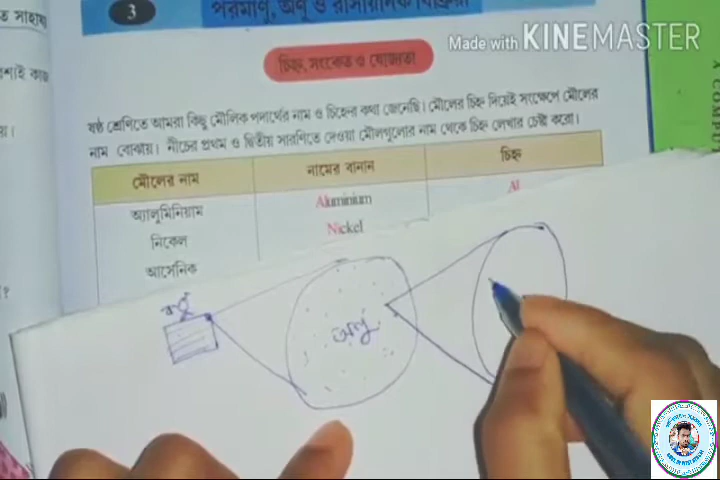 3
পরমাণু, অণু ও রাসায়নিক বিক্রিয়া
Made with KINEMASTER
চিহ্ন, সংকেত ও যোজ্যতা
ষষ্ঠ শ্রেণিতে আমরা কিছু মৌলিক পদার্থের নাম ও চিহ্নের কথা জেনেছি। মৌলের চিহ্ন দিয়েই সংক্ষেপে মৌলের
নাম বোঝায়। নীচের প্রথম ও দ্বিতীয় সারণিতে দেওয়া মৌলগুলোর নাম থেকে চিহ্ন লেখার চেষ্টা করো।
মৌলের নাম নামের বানান চিহ্ন
অ্যালুমিনিয়াম Aluminium Al
নিকেল Nickel
আর্সেনিক
অণু